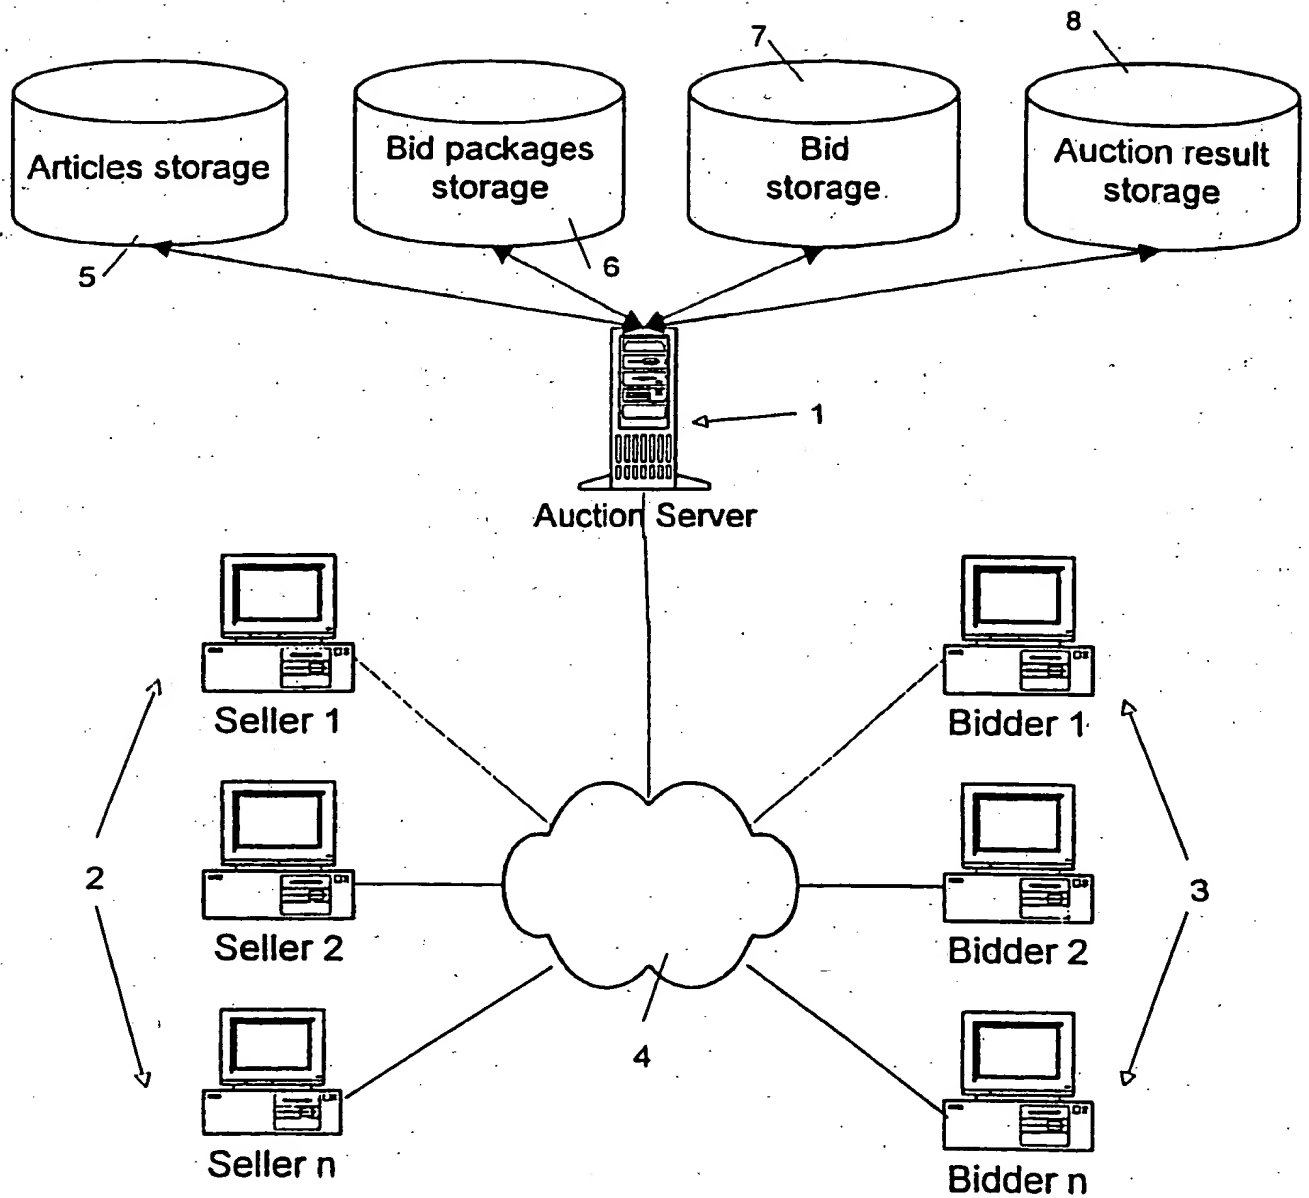 7
8
Articles storage
Bid packages
storage
Bid
storage
Auction result
storage
5
6
1
Auction Server
Seller 1
Bidder 1
2
3
Seller 2
Bidder 2
4
Seller n
Bidder n